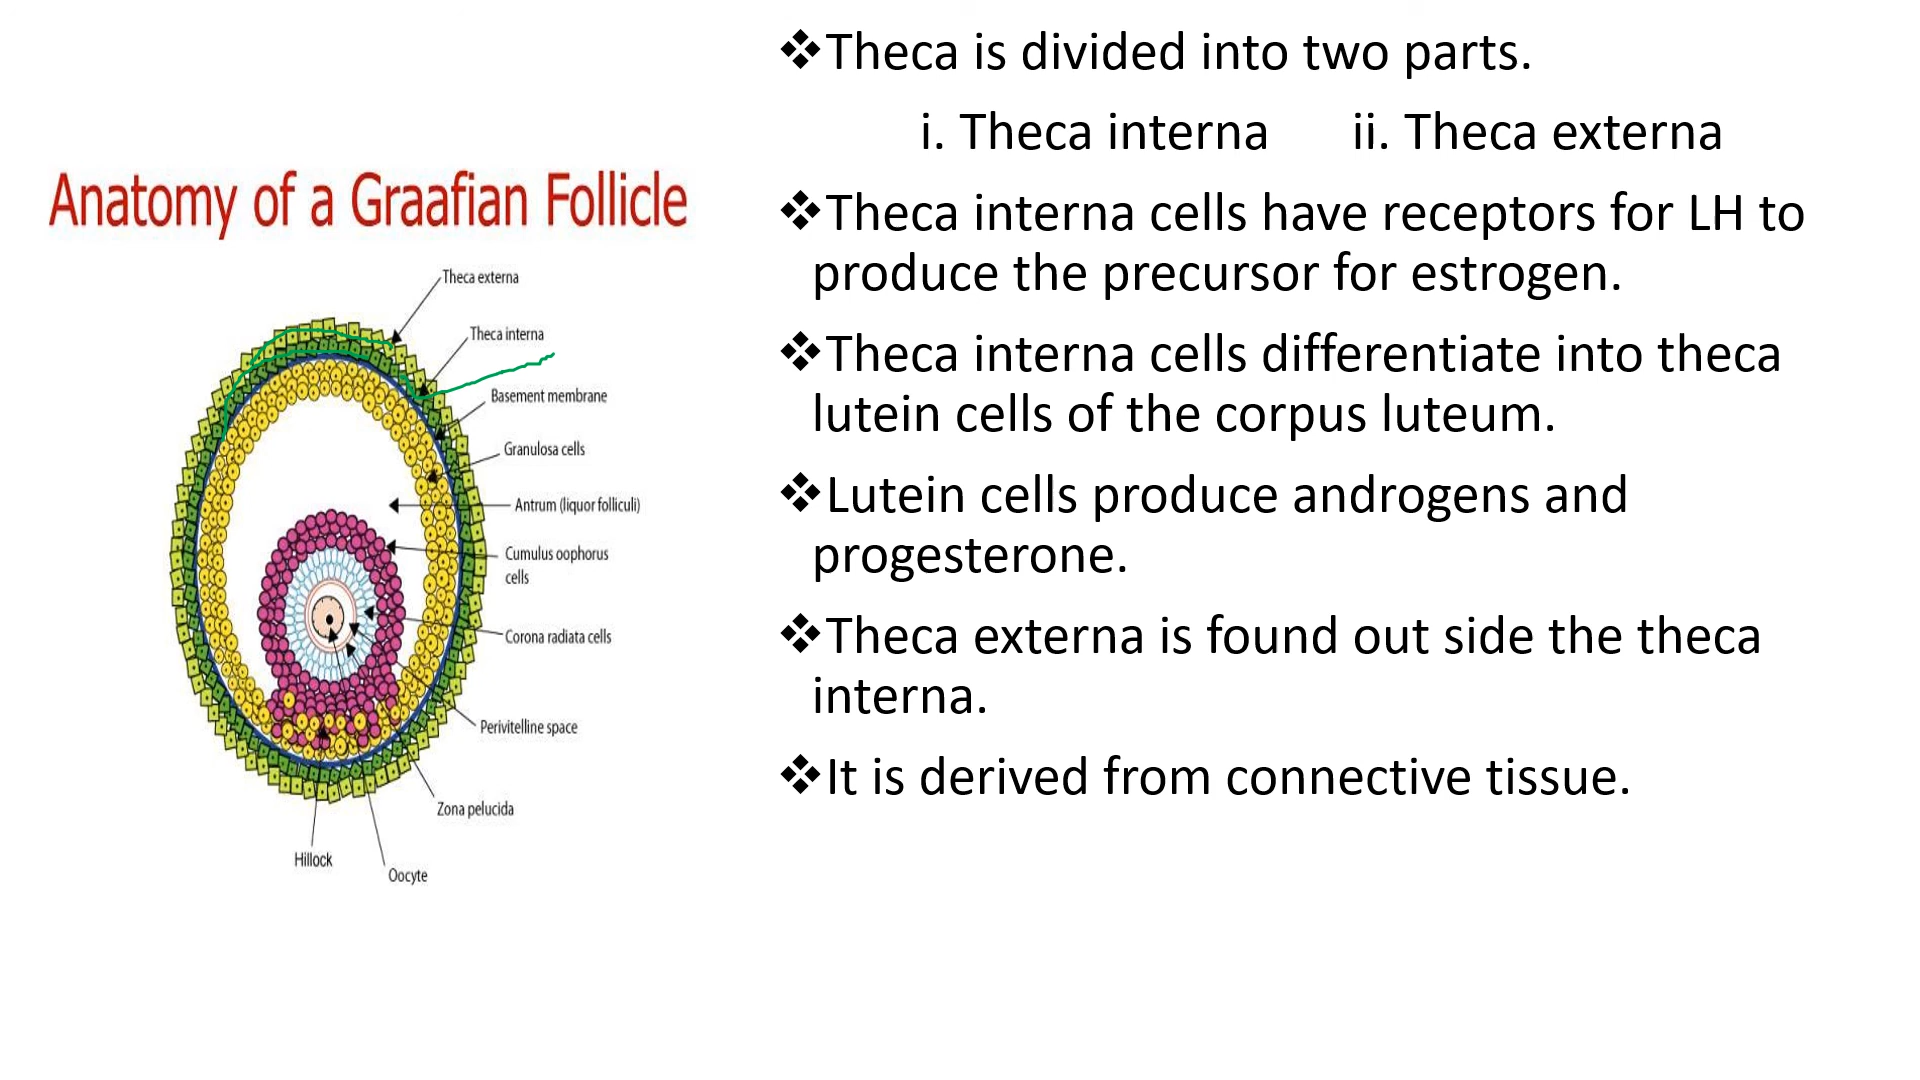 Anatomy of a Graafian Follicle
Theca externa
Theca interna
Basement membrane
Granulosa cells
Antrum (liquor folliculi)
Cumulus oophorus
cells
Corona radiata cells
Perivitelline space
Zona pelucida
Hillock
Oocyte
❖Theca is divided into two parts.
i. Theca interna ii. Theca externa
❖Theca interna cells have receptors for LH to
produce the precursor for estrogen.
❖Theca interna cells differentiate into theca
lutein cells of the corpus luteum.
❖Lutein cells produce androgens and
progesterone.
❖Theca externa is found out side the theca
interna.
❖It is derived from connective tissue.